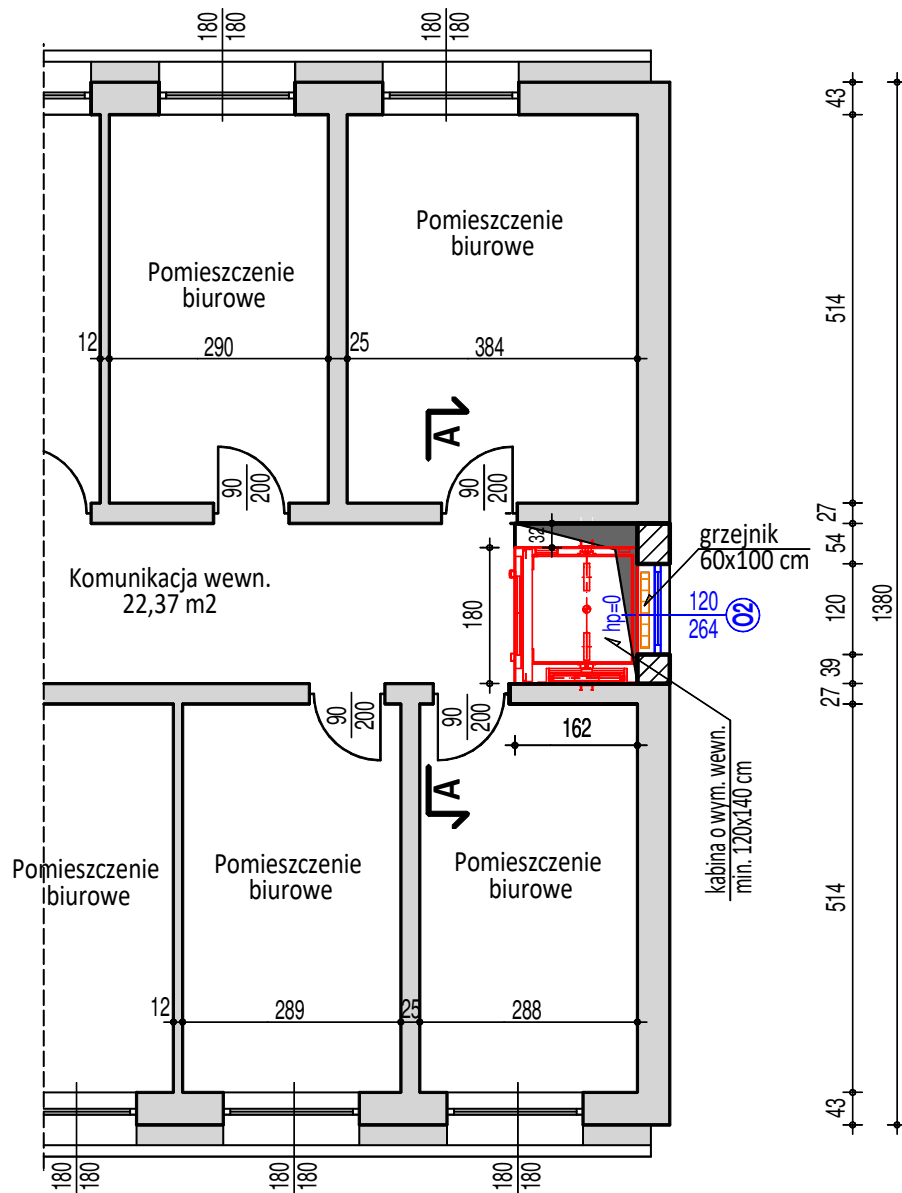 180
180
180
180
43
Pomieszczenie
biurowe
Pomieszczenie
biurowe
514
12
290
25
384
A
90
200
90
200
27
32
54
grzejnik
60x100 cm
Komunikacja wewn.
22,37 m2
180
hp=0
120
264
O2
120
1380
39
27
90
200
90
200
162
kabina o wym. wewn.
min. 120x140 cm
A
Pomieszczenie
biurowe
Pomieszczenie
biurowe
Pomieszczenie
biurowe
514
12
289
25
288
43
180
180
180
180
180
180